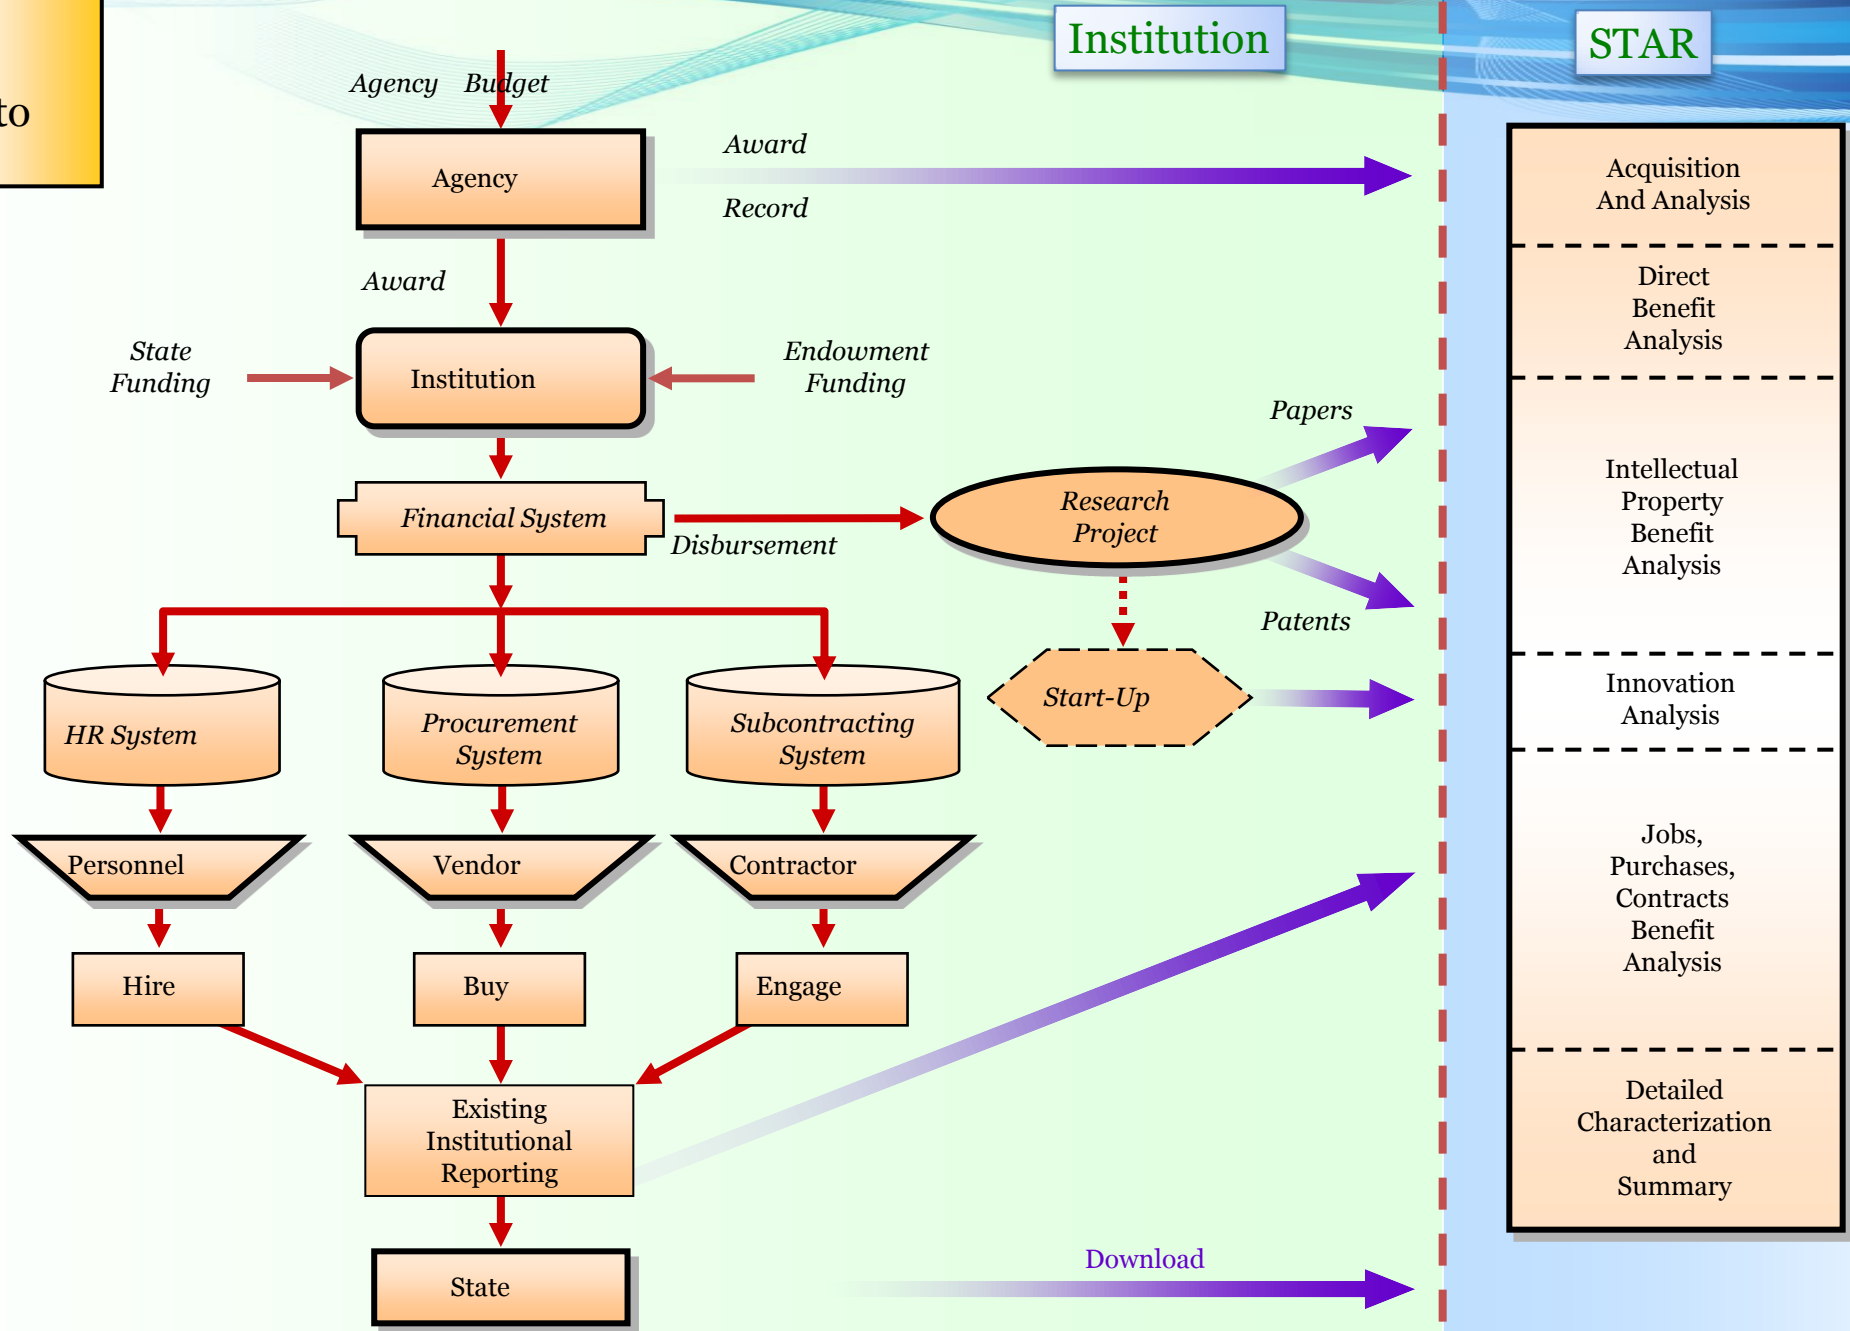 to
Institution
STAR
Agency Budget
Agency
Award
Record
Award
State
Funding
Institution
Endowment
Funding
Financial System
Disbursement
Research
Project
Papers
Patents
Start-Up
HR System
Procurement
System
Subcontracting
System
Personnel
Vendor
Contractor
Hire
Buy
Engage
Existing
Institutional
Reporting
State
Download
Acquisition
And Analysis
Direct
Benefit
Analysis
Intellectual
Property
Benefit
Analysis
Innovation
Analysis
Jobs,
Purchases,
Contracts
Benefit
Analysis
Detailed
Characterization
and
Summary